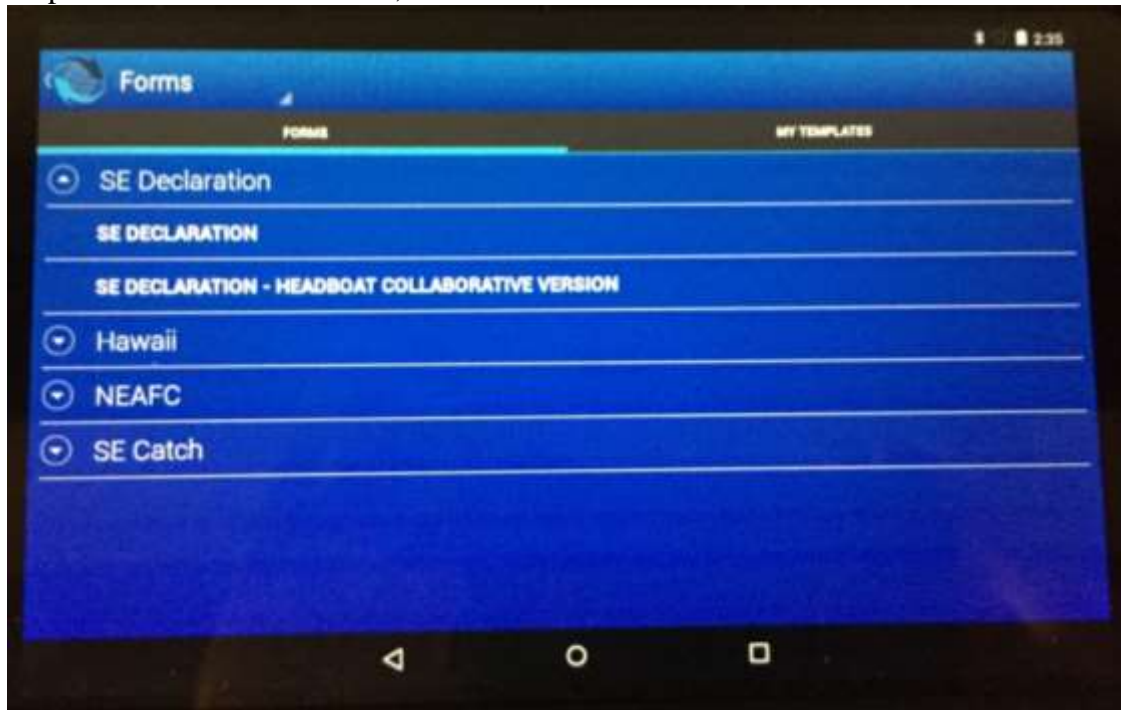 2:35
Forms
FORMS MY TEMPLATES
SE Declaration
SE DECLARATION
SE DECLARATION - HEADBOAT COLLABORATIVE VERSION
Hawaii
NEAFC
SE Catch